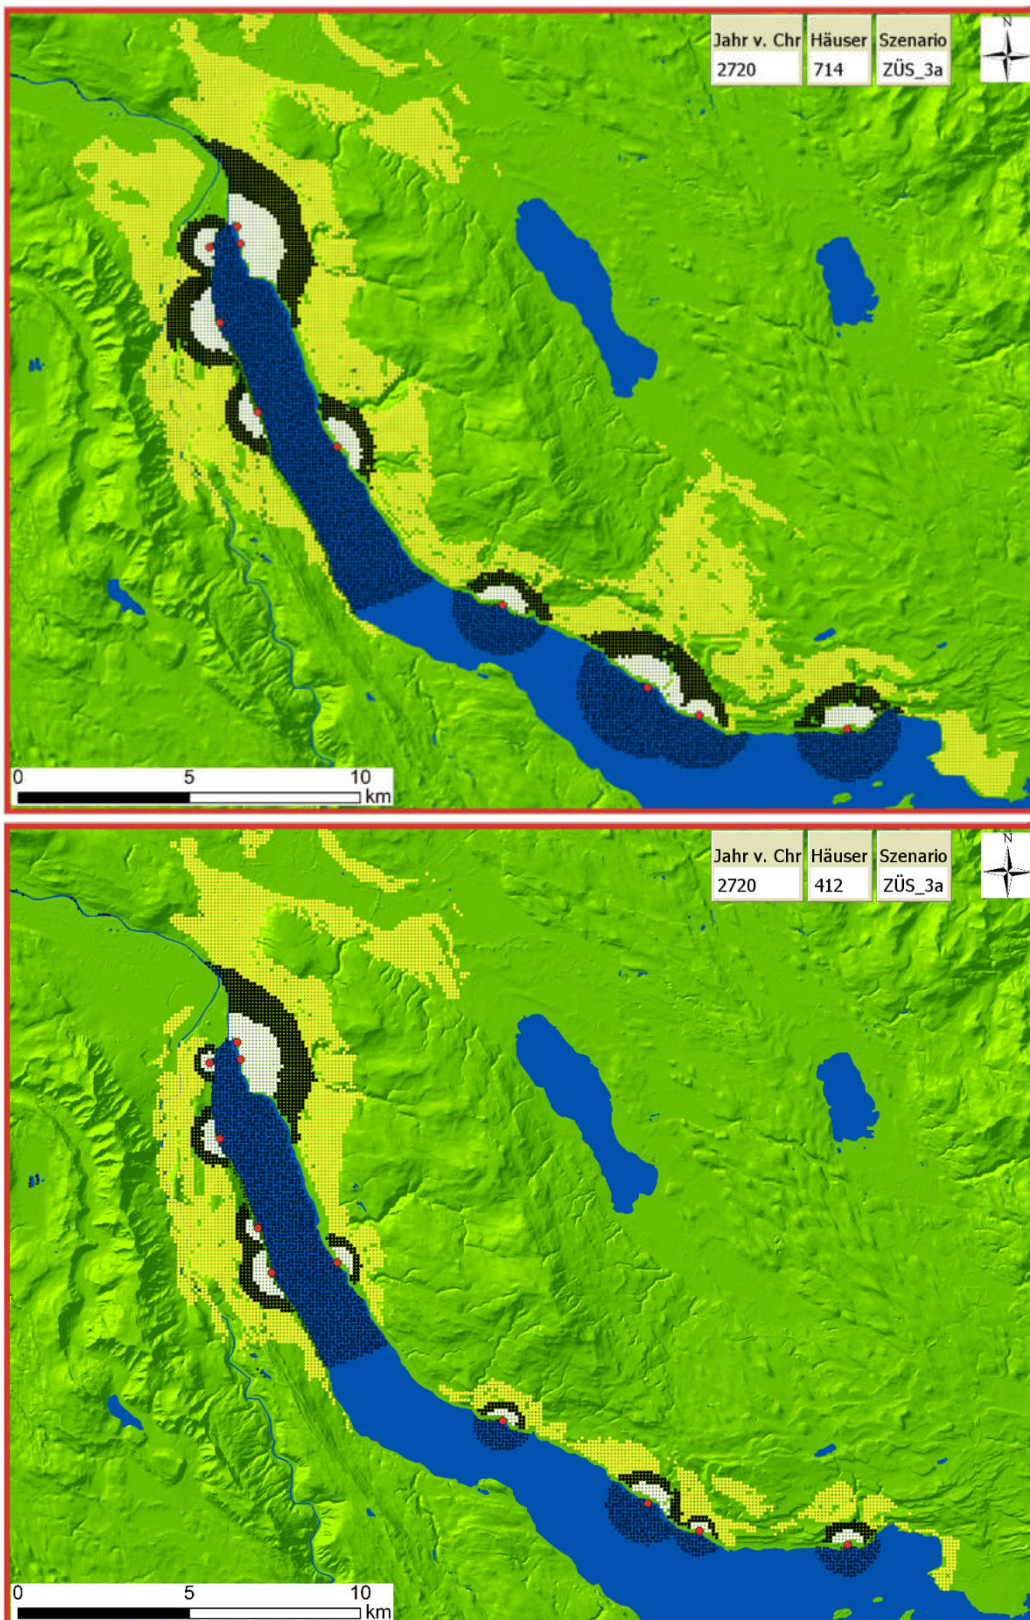 Jahr v. Chr Häuser Szenario
2720 714 ZÜS_3a
N
0 5 10
km
Jahr v. Chr Häuser Szenario
2720 412 ZÜS_3a
N
0 5 10
km